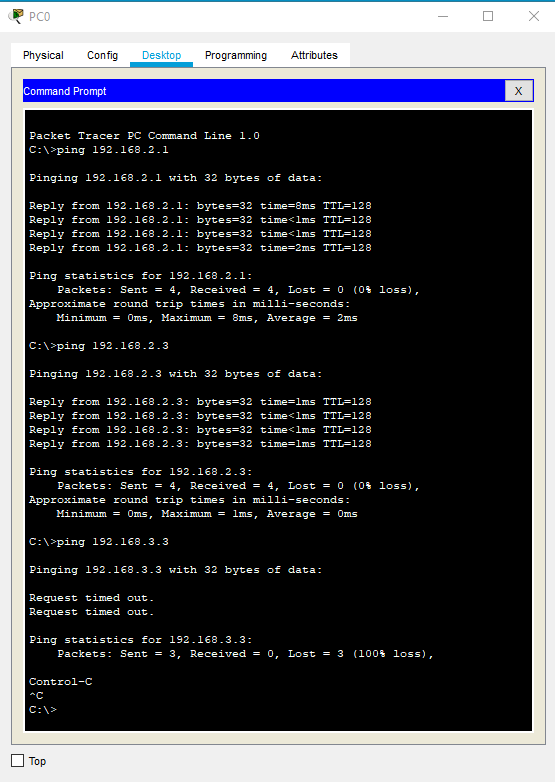 PC0
Physical Config Desktop Programming Attributes
Command Prompt X
Packet Tracer PC Command Line 1.0
C:\>ping 192.168.2.1
Pinging 192.168.2.1 with 32 bytes of data:
Reply from 192.168.2.1: bytes=32 time=8ms TTL=128
Reply from 192.168.2.1: bytes=32 time<1ms TTL=128
Reply from 192.168.2.1: bytes=32 time<1ms TTL=128
Reply from 192.168.2.1: bytes=32 time=2ms TTL=128
Ping statistics for 192.168.2.1:
    Packets: Sent = 4, Received = 4, Lost = 0 (0% loss),
Approximate round trip times in milli-seconds:
    Minimum = 0ms, Maximum = 8ms, Average = 2ms
C:\>ping 192.168.2.3
Pinging 192.168.2.3 with 32 bytes of data:
Reply from 192.168.2.3: bytes=32 time=1ms TTL=128
Reply from 192.168.2.3: bytes=32 time<1ms TTL=128
Reply from 192.168.2.3: bytes=32 time<1ms TTL=128
Reply from 192.168.2.3: bytes=32 time=1ms TTL=128
Ping statistics for 192.168.2.3:
    Packets: Sent = 4, Received = 4, Lost = 0 (0% loss),
Approximate round trip times in milli-seconds:
    Minimum = 0ms, Maximum = 1ms, Average = 0ms
C:\>ping 192.168.3.3
Pinging 192.168.3.3 with 32 bytes of data:
Request timed out.
Request timed out.
Ping statistics for 192.168.3.3:
    Packets: Sent = 3, Received = 0, Lost = 3 (100% loss),
Control-C
^C
C:\>
Top